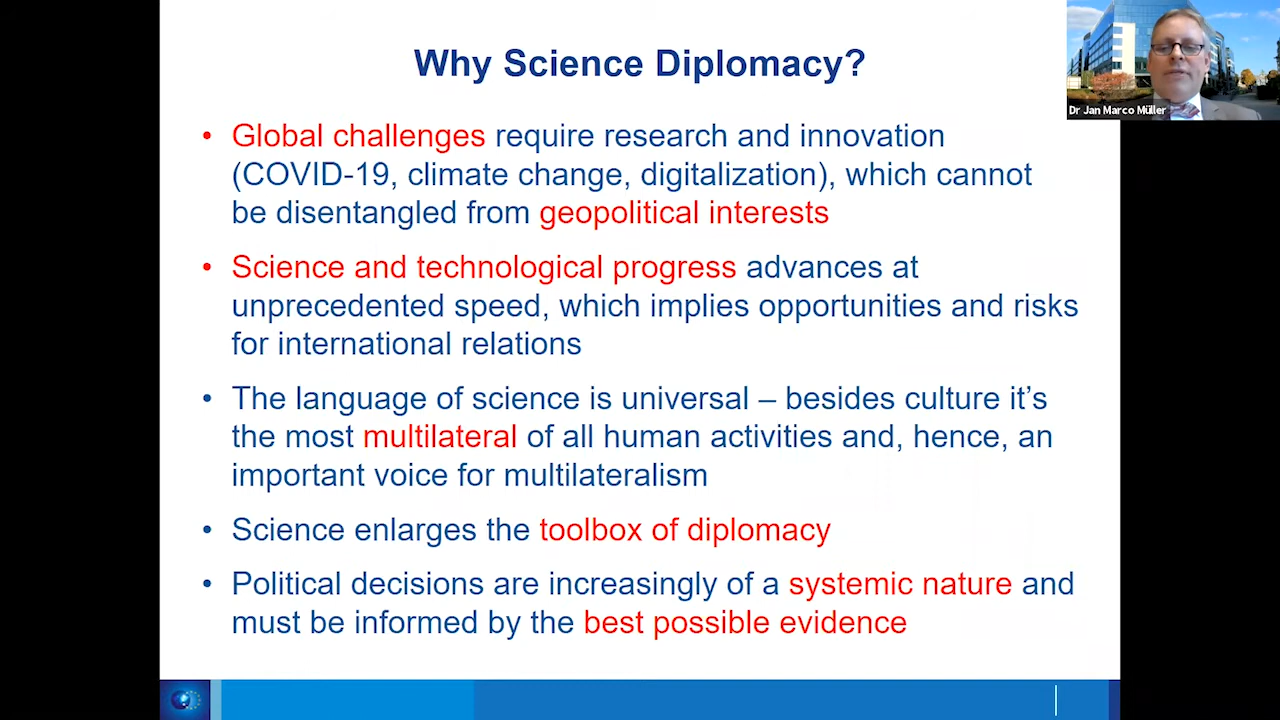 Why Science Diplomacy?
Dr Jan Marco Müller
• Global challenges require research and innovation
(COVID-19, climate change, digitalization), which cannot
be disentangled from geopolitical interests
• Science and technological progress advances at
unprecedented speed, which implies opportunities and risks
for international relations
• The language of science is universal – besides culture it’s
the most multilateral of all human activities and, hence, an
important voice for multilateralism
• Science enlarges the toolbox of diplomacy
• Political decisions are increasingly of a systemic nature and
must be informed by the best possible evidence